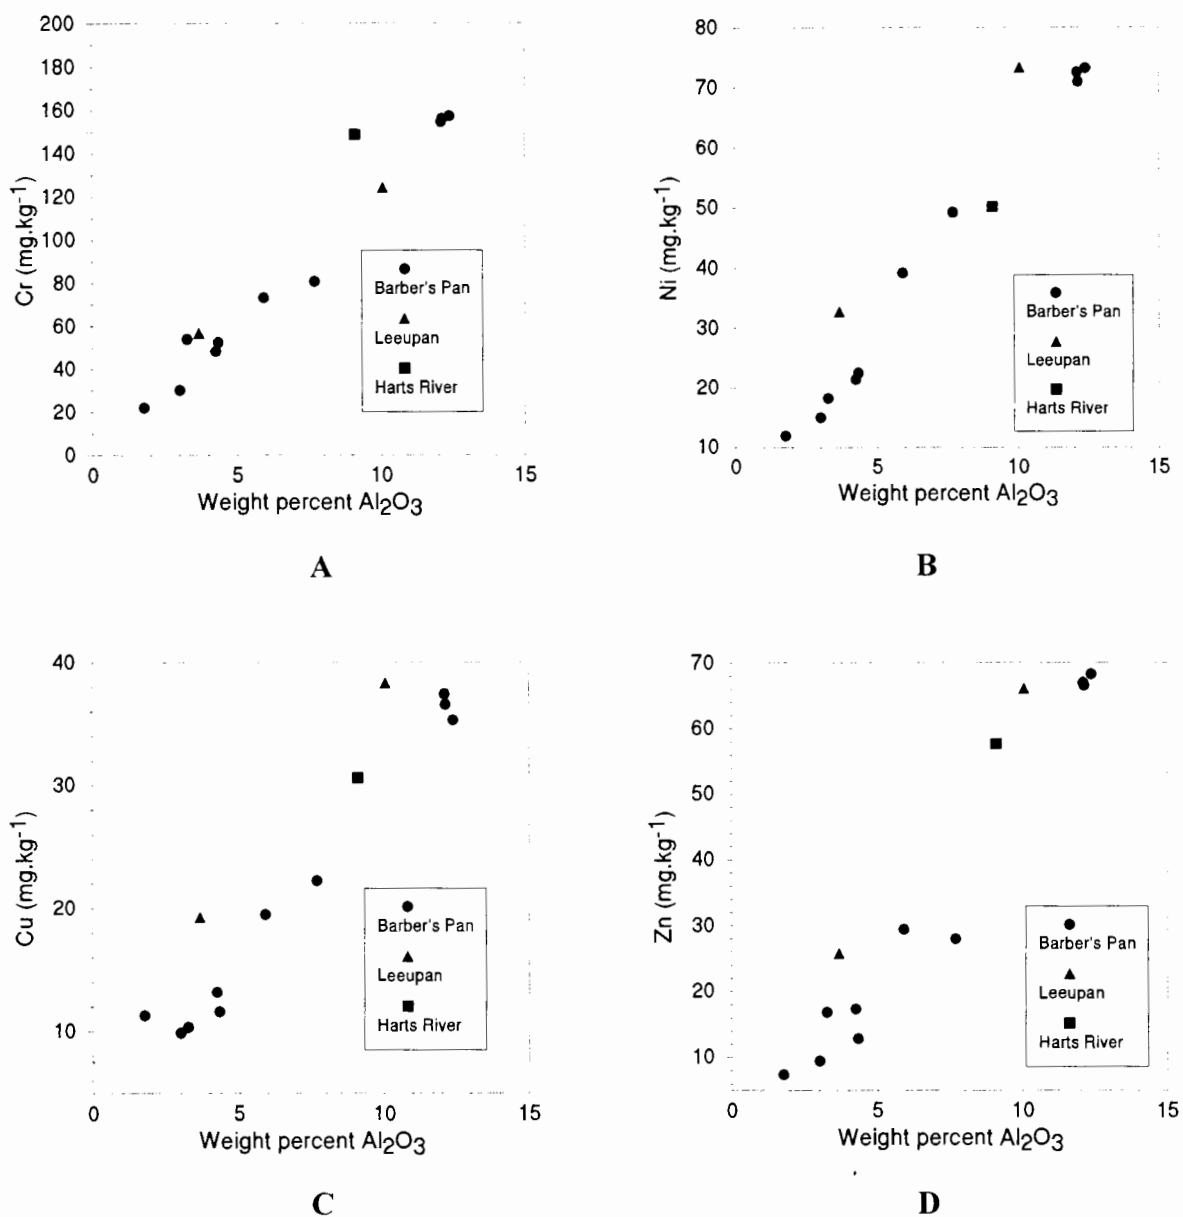 200
180
160
140
120
100
80
60
40
20
0
Cr (mg.kg-1)
0 5 10 15
Weight percent Al2O3
Barber's Pan
Leeupan
Harts River
A
80
70
60
50
40
30
20
10
Ni (mg.kg-1)
0 5 10 15
Weight percent Al2O3
Barber's Pan
Leeupan
Harts River
B
40
30
20
10
Cu (mg.kg-1)
0 5 10 15
Weight percent Al2O3
Barber's Pan
Leeupan
Harts River
C
70
60
50
40
30
20
10
Zn (mg.kg-1)
0 5 10 15
Weight percent Al2O3
Barber's Pan
Leeupan
Harts River
D